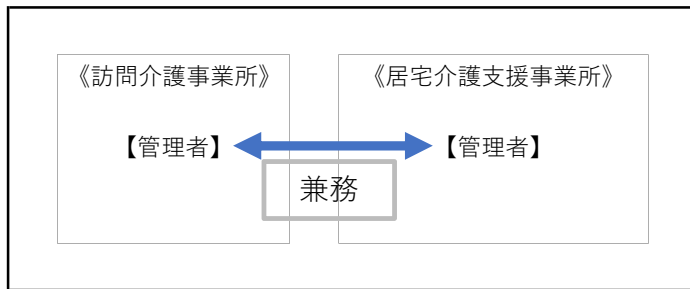 《訪問介護事業所》
《居宅介護支援事業所》
【管理者】
【管理者】
兼務